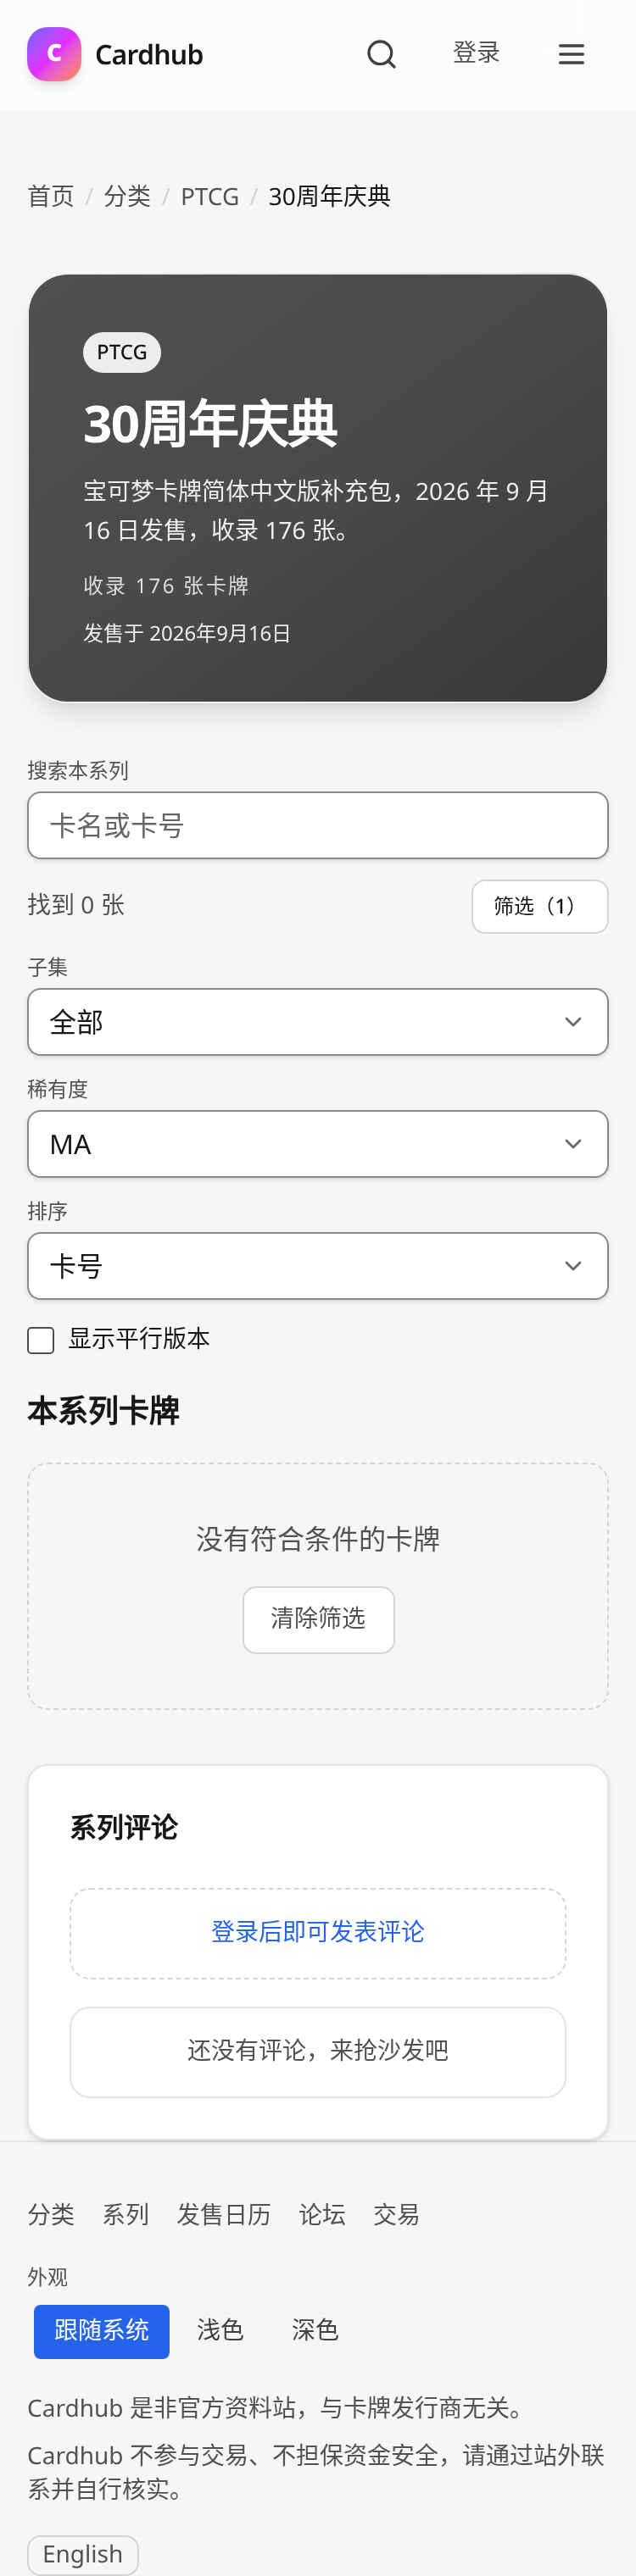 C Cardhub 登录
首页 / 分类 / PTCG / 30周年庆典
PTCG
30周年庆典
宝可梦卡牌简体中文版补充包，2026 年 9 月
16 日发售，收录 176 张。
收录 176 张卡牌
发售于 2026年9月16日
搜索本系列
卡名或卡号
找到 0 张 筛选（1）
子集
全部
稀有度
MA
排序
卡号
显示平行版本
本系列卡牌
没有符合条件的卡牌
清除筛选
系列评论
登录后即可发表评论
还没有评论，来抢沙发吧
分类 系列 发售日历 论坛 交易
外观
跟随系统 浅色 深色
Cardhub 是非官方资料站，与卡牌发行商无关。
Cardhub 不参与交易、不担保资金安全，请通过站外联
系并自行核实。
English